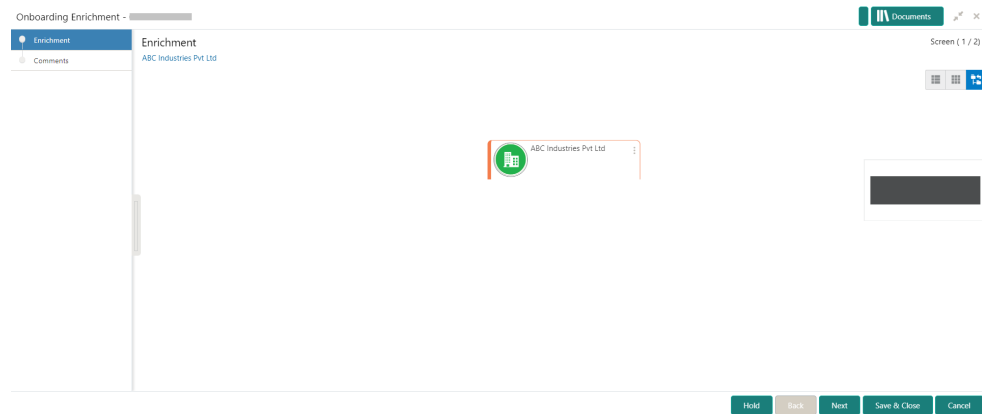 Onboarding Enrichment -
Documents
Enrichment
Comments
Enrichment
ABC Industries Pvt Ltd
Screen ( 1 / 2)
ABC Industries Pvt Ltd
Hold
Back
Next
Save & Close
Cancel